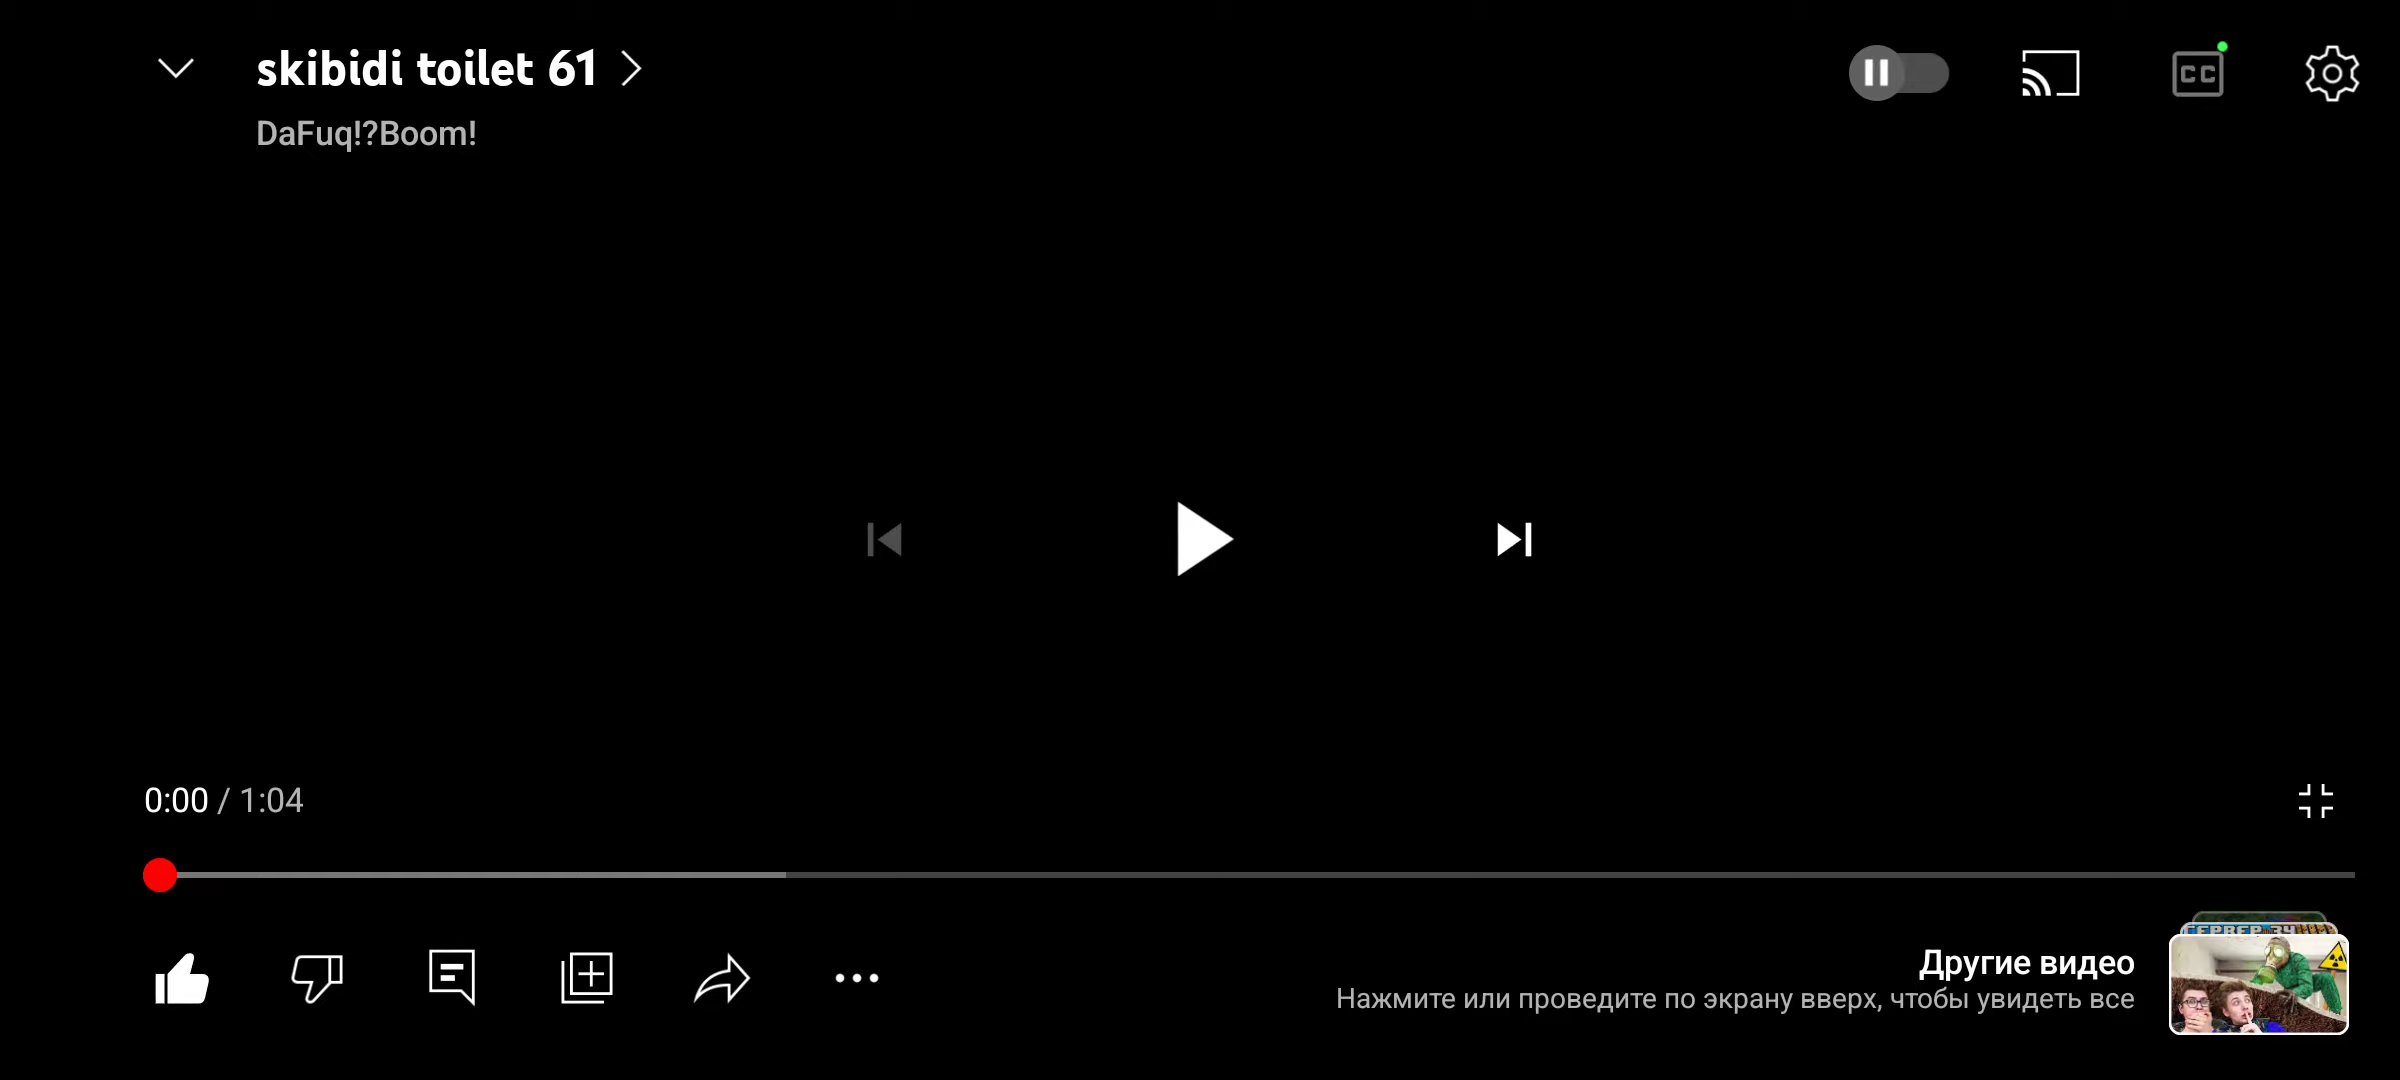 skibidi toilet 61
DaFuq!?Boom!
CC
0:00 / 1:04
Другие видео
Нажмите или проведите по экрану вверх, чтобы увидеть все